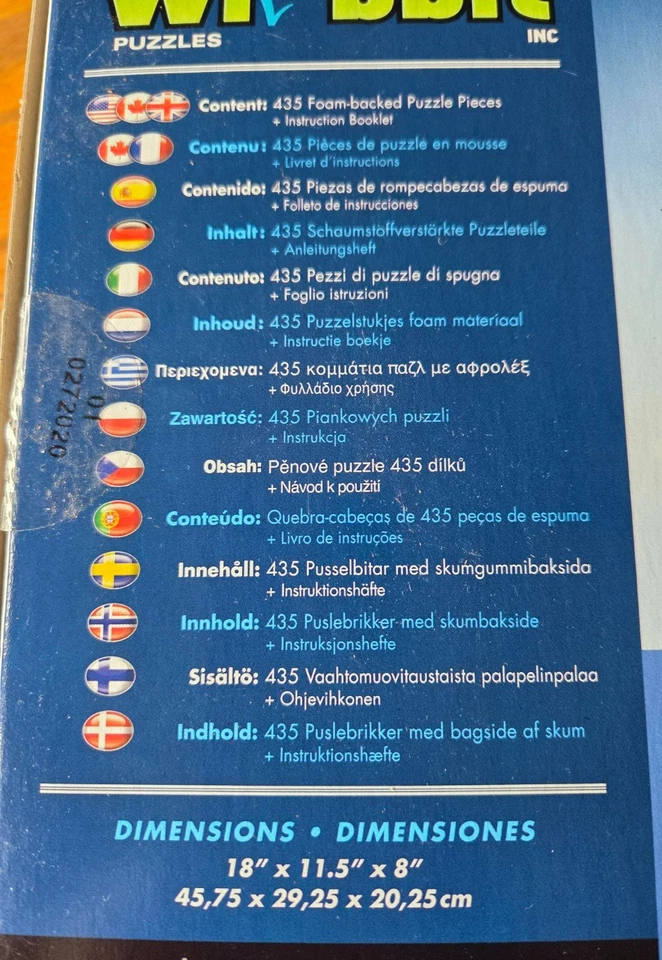 PUZZLES
INC
Content: 435 Foam-backed Puzzle Pieces
+ Instruction Booklet
Contenu: 435 Pièces de puzzle en mousse
+ Livret d'instructions
Contenido: 435 Piezas de rompecabezas de espuma
+ Folleto de instrucciones
Inhalt: 435 Schaumstoffverstärkte Puzzleteile
+ Anleitungsheft
Contenuto: 435 Pezzi di puzzle di spugna
+ Foglio istruzioni
Inhoud: 435 Puzzelstukjes foam materiaal
+ Instructie boekje
Περιεχομενα: 435 κομμάτια παζλ με αφρολέξ
+ Φυλλάδιο χρήσης
Zawartość: 435 Piankowych puzzli
+ Instrukcja
Obsah: Pěnové puzzle 435 dílků
+ Návod k použití
Conteúdo: Quebra-cabeças de 435 peças de espuma
+ Livro de instruções
Innehåll: 435 Pusselbitar med skumgummibaksida
+ Instruktionshäfte
Innhold: 435 Puslebrikker med skumbakside
+ Instruksjonshefte
Sisältö: 435 Vaahtomuovitaustaista palapelinpalaa
+ Ohjevihkonen
Indhold: 435 Puslebrikker med bagside af skum
+ Instruktionshæfte
01
0272020
DIMENSIONS • DIMENSIONES
18" x 11.5" x 8"
45,75 x 29,25 x 20,25 cm